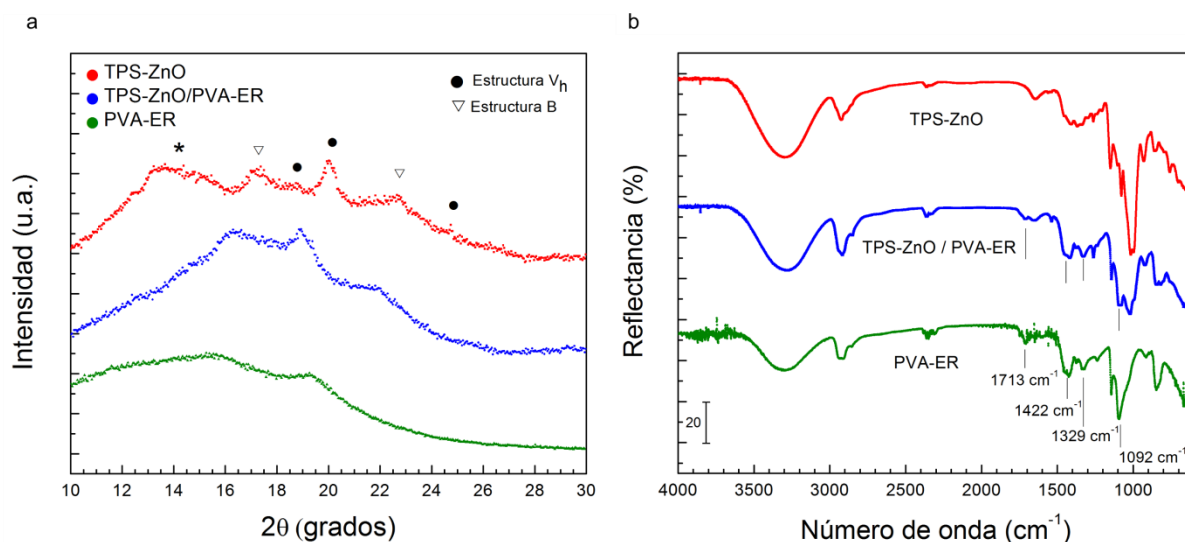 a
Intensidad (u.a.)
TPS-ZnO
TPS-ZnO/PVA-ER
PVA-ER
Estructura Vh
Estructura B
*
10 12 14 16 18 20 22 24 26 28 30
2θ (grados)
b
Reflectancia (%)
TPS-ZnO
TPS-ZnO / PVA-ER
PVA-ER
1713 cm⁻¹
1422 cm⁻¹
1329 cm⁻¹
1092 cm⁻¹
20
4000 3500 3000 2500 2000 1500 1000
Número de onda (cm⁻¹)